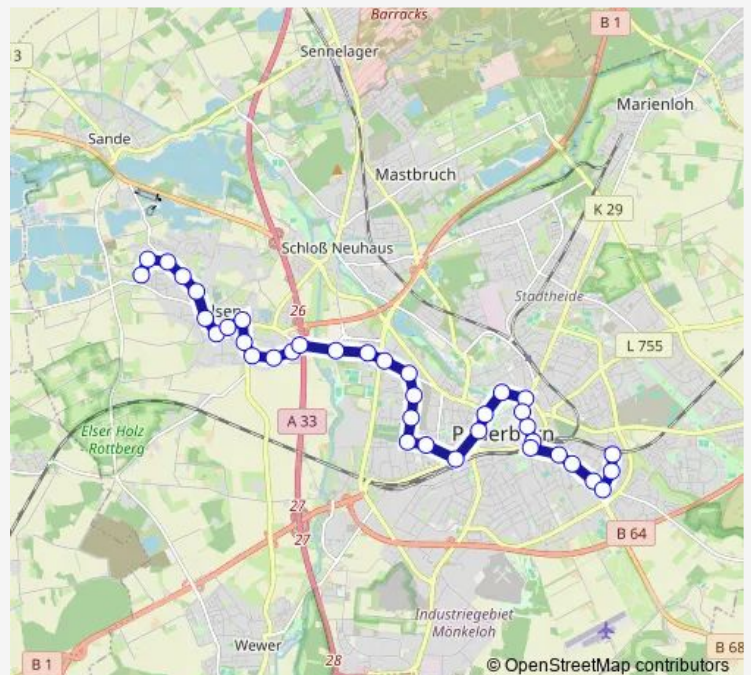 Barracks
B 1
3
Sennelager
Marienloh
Sande
Mastbruch
K 29
Schloß Neuhaus
Stadtheide
26
L 755
A 33
Elser Holz
Rottberg
27
27
B 64
Industriegebiet
Mönkeloh
Wewer
B 68
B 1
28
© OpenStreetMap contributors